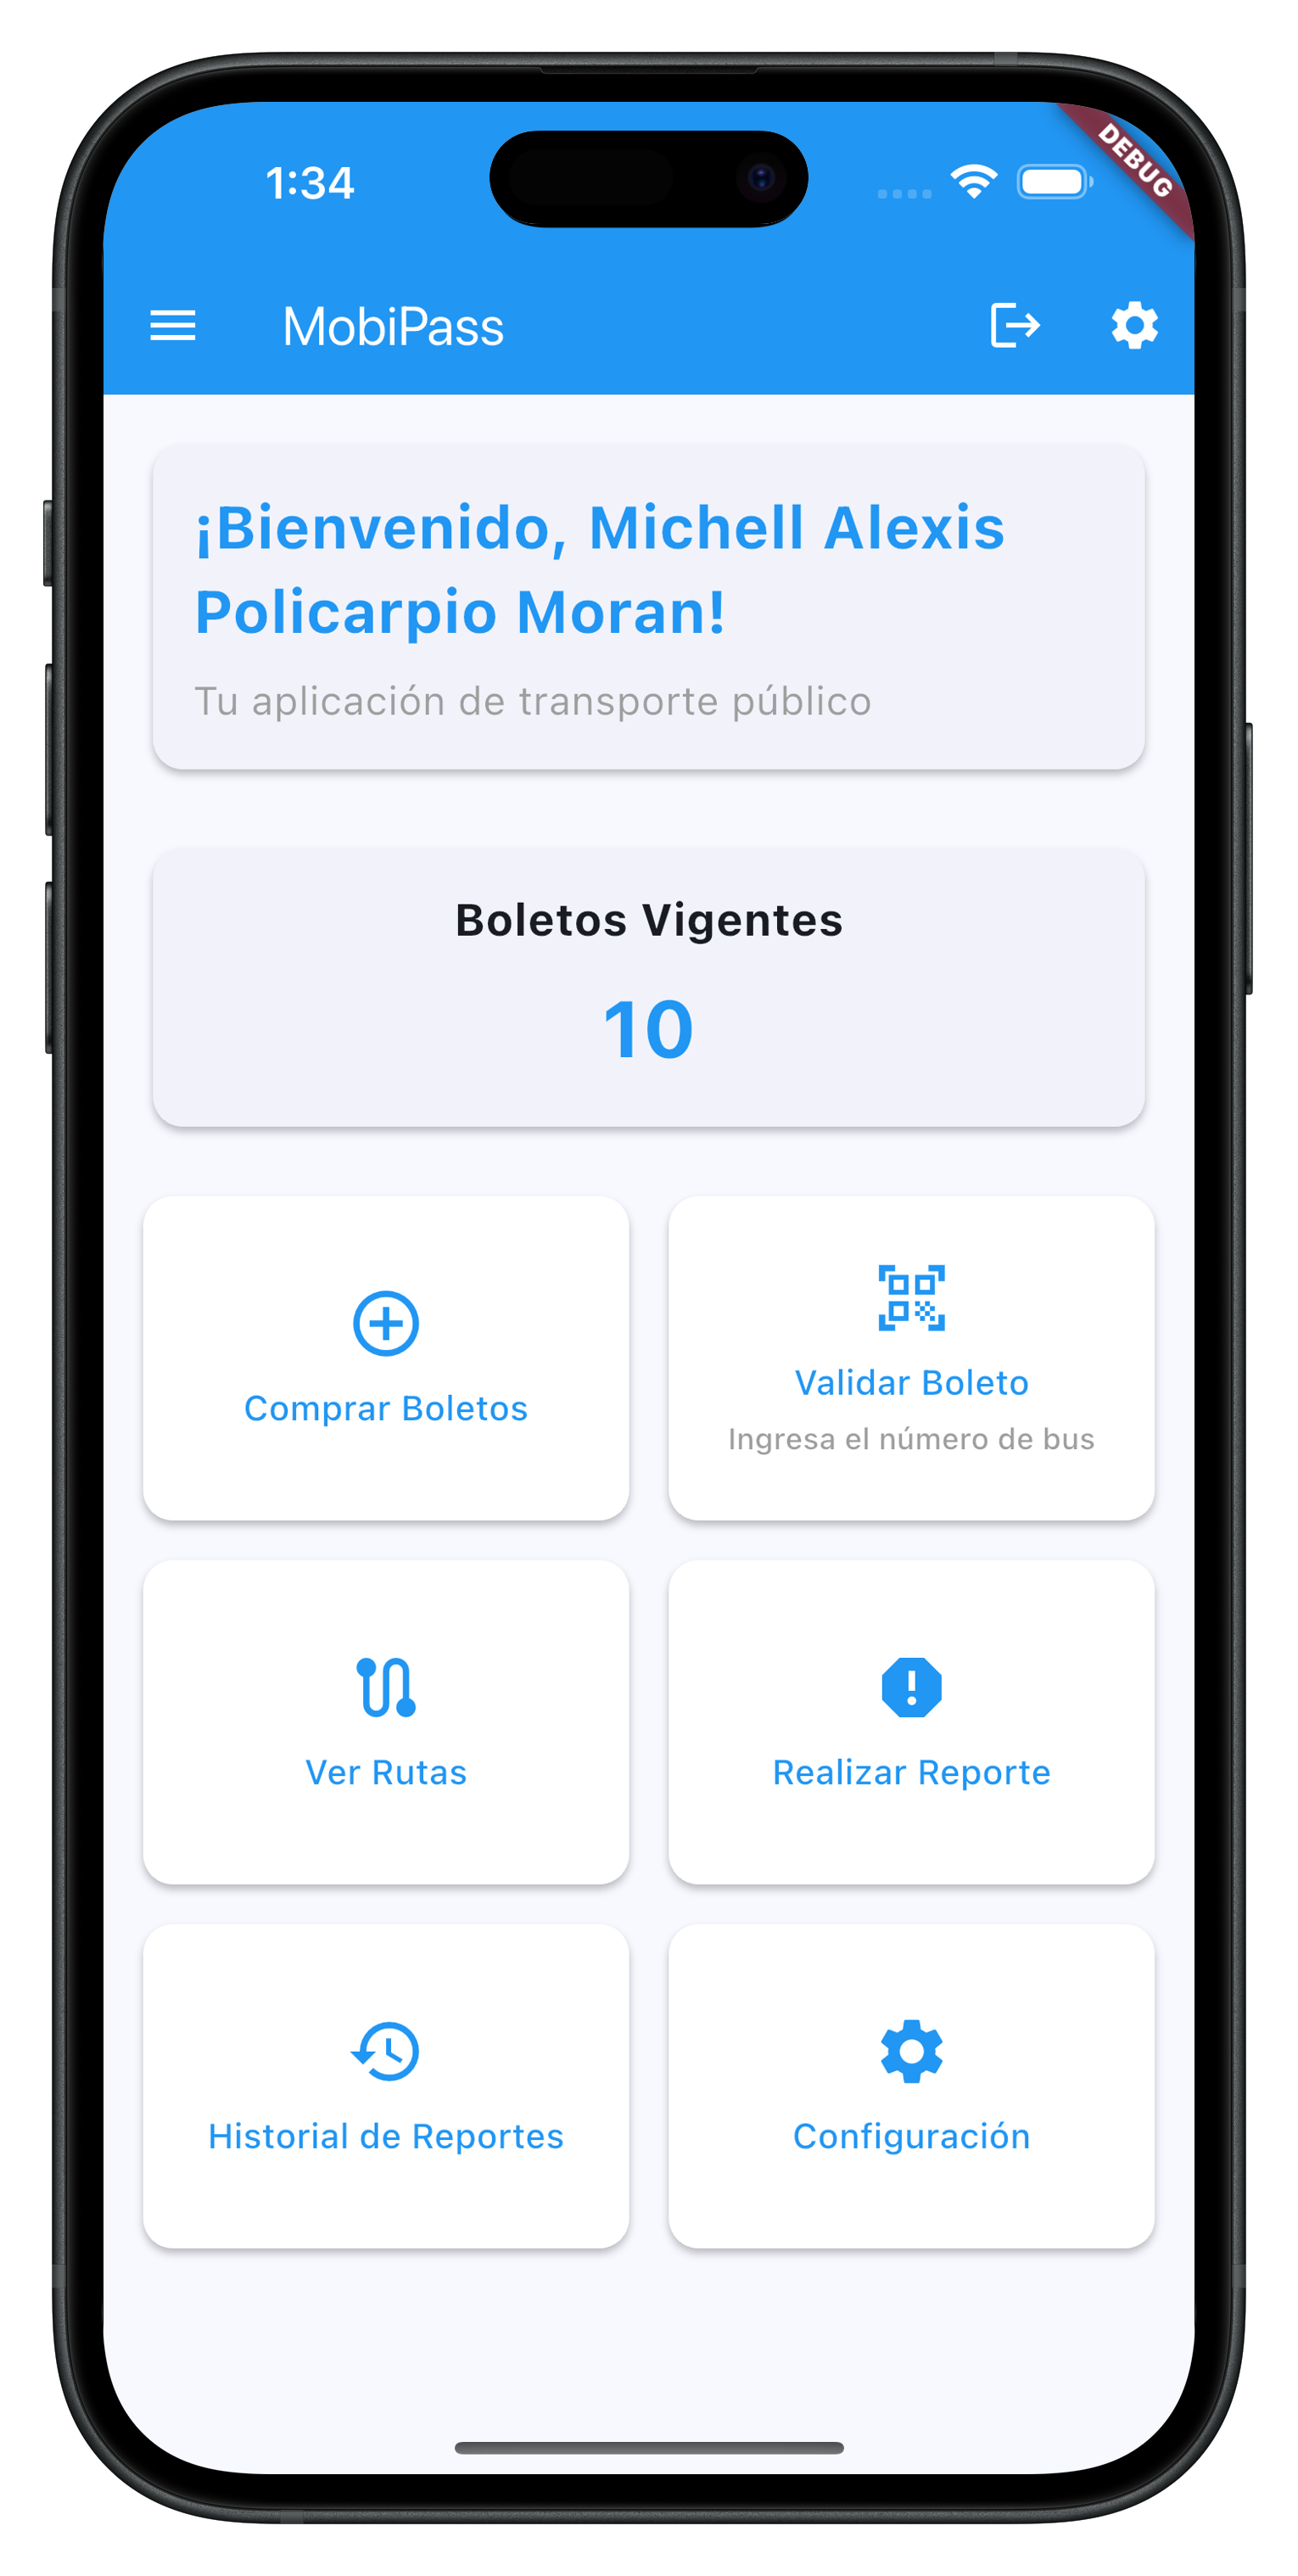 1:34
DEBUG
MobiPass
¡Bienvenido, Michell Alexis
Policarpio Moran!
Tu aplicación de transporte público
Boletos Vigentes
10
Comprar Boletos
Validar Boleto
Ingresa el número de bus
Ver Rutas
Realizar Reporte
Historial de Reportes
Configuración